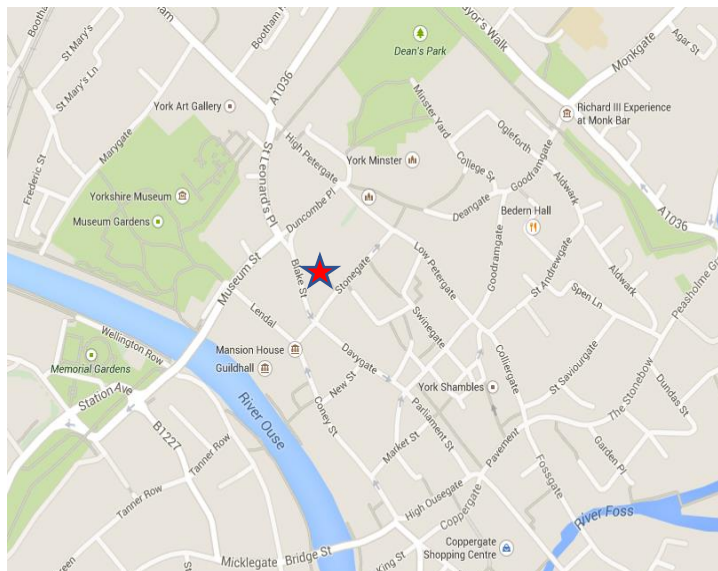 Bootham
St Mary's
ham
Bootham R
yor's Walk
Agar St
Monkgate
Dean's Park
St Mary's Ln
York Art Gallery
A1036
Minster Yard
Richard III Experience
at Monk Bar
Ogleforth
High Petergate
Marygate
St Leonard's Pl
York Minster
College St
Goodramgate
Aldwark
Frederic St
Yorkshire Museum
Museum Gardens
Duncombe Pl
Deangate
Bedern Hall
A1036
Low Petergate
Goodramgate
St Andrewgate
Museum St
Blake St
Stonegate
Aldwark
Peasholme Gr
Spen Ln
Lendal
Swinegate
Wellington Row
Mansion House
Guildhall
Davygate
Colliergate
St Saviourgate
Memorial Gardens
Station Ave
New St
York Shambles
The Stonebow
Dundas St
River Ouse
Coney St
Parliament St
B1227
Tanner Row
Market St
Pavement
Garden Pl
Fossgate
Tanner Row
High Ousegate
Coppergate
River Foss
Micklegate
Bridge St
Coppergate
Shopping Centre
King St
een
St